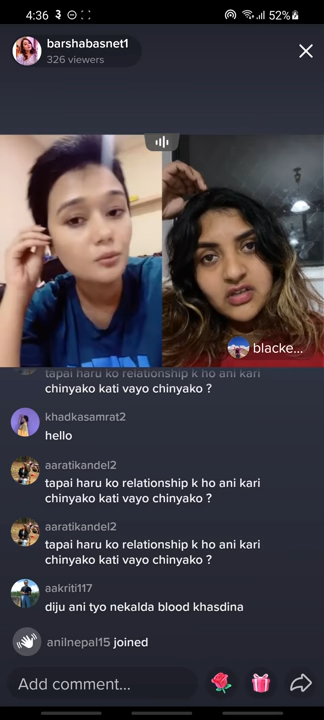 4:36
52%
barshabasnet1
326 viewers
blacke...
tapai haru ko relationship k ho ani kari
chinyako kati vayo chinyako ?
khadkasamrat2
hello
aaratikandel2
tapai haru ko relationship k ho ani kari
chinyako kati vayo chinyako ?
aaratikandel2
tapai haru ko relationship k ho ani kari
chinyako kati vayo chinyako ?
aakriti117
diju ani tyo nekalda blood khasdina
anilnepal15 joined
Add comment...